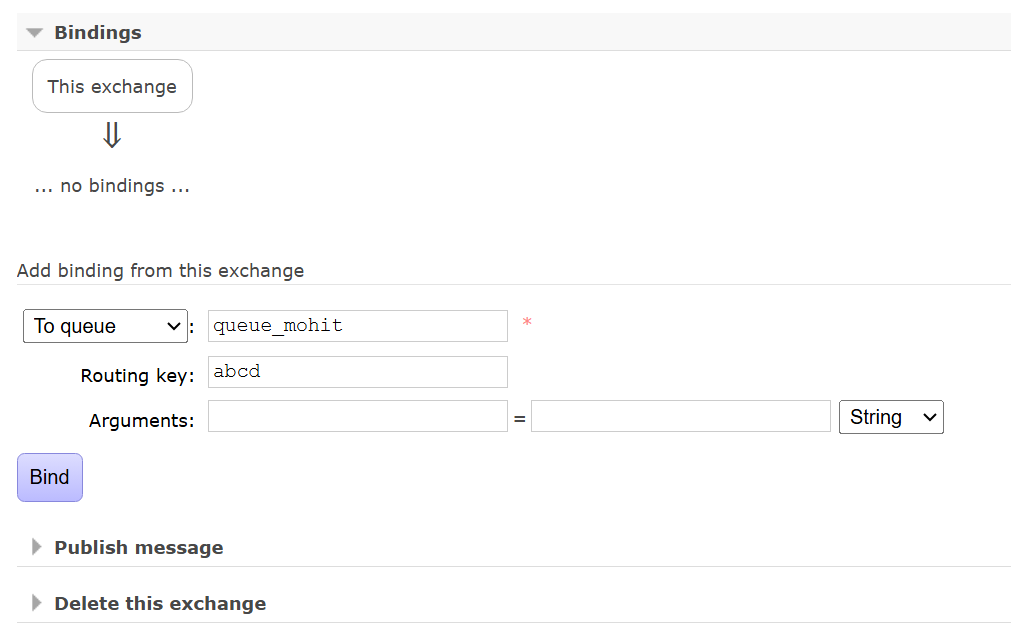 Bindings
This exchange
⇓
... no bindings ...
Add binding from this exchange
To queue : queue_mohit *
Routing key: abcd
Arguments: = String
Bind
Publish message
Delete this exchange